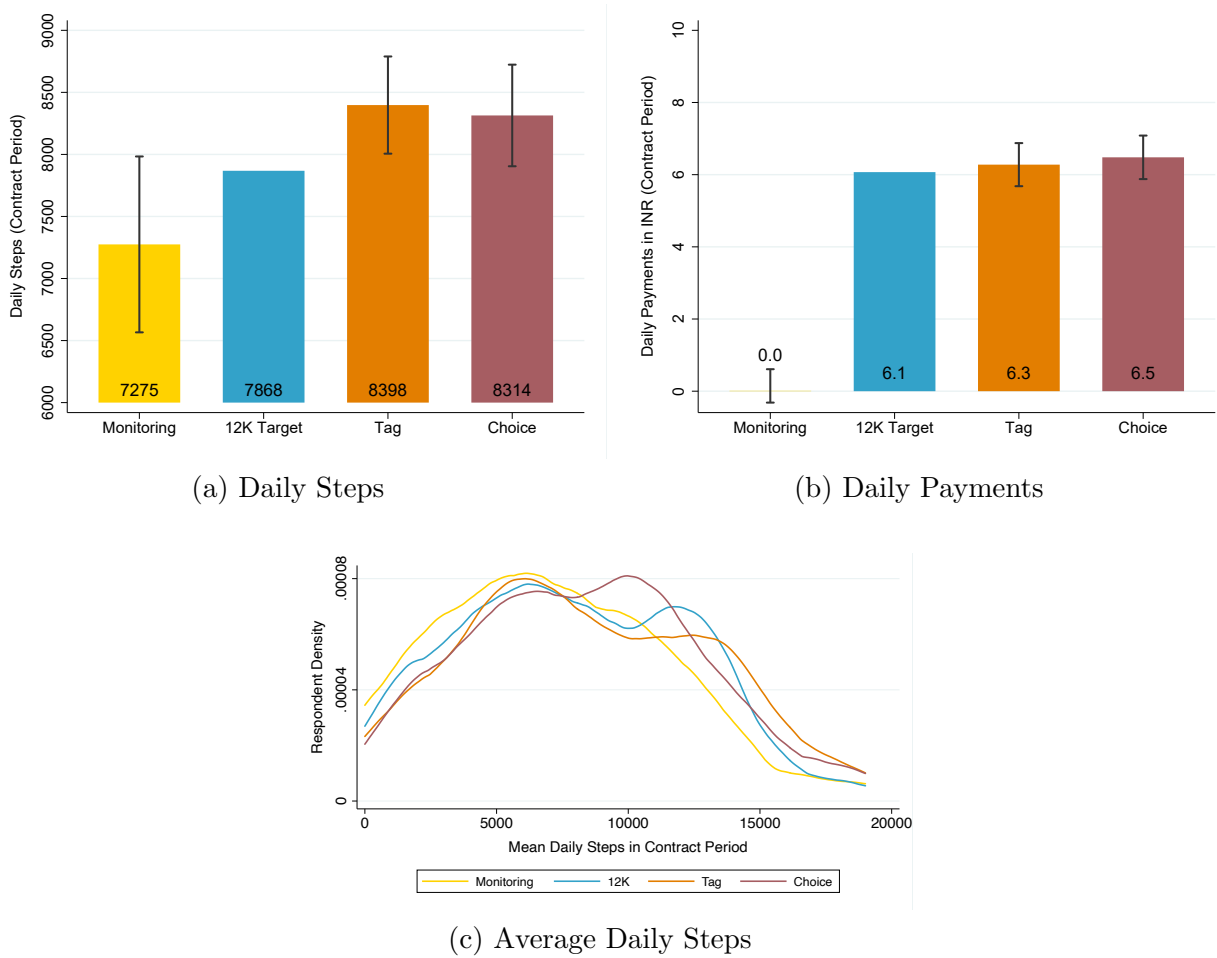 Daily Steps (Contract Period)
9000
8500
8000
7500
7000
6500
6000
7275
7868
8398
8314
Monitoring
12K Target
Tag
Choice
(a) Daily Steps
Daily Payments in INR (Contract Period)
10
8
6
4
2
0
0.0
6.1
6.3
6.5
Monitoring
12K Target
Tag
Choice
(b) Daily Payments
Respondent Density
.00008
.00004
0
0
5000
10000
15000
20000
Mean Daily Steps in Contract Period
Monitoring
12K
Tag
Choice
(c) Average Daily Steps